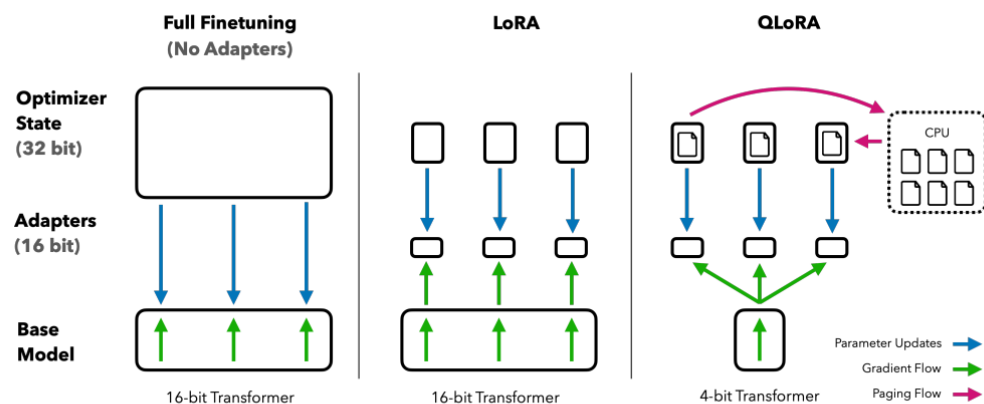 Full Finetuning
(No Adapters)
LoRA
QLoRA
Optimizer
State
(32 bit)
CPU
Adapters
(16 bit)
Base
Model
Parameter Updates
Gradient Flow
Paging Flow
16-bit Transformer
16-bit Transformer
4-bit Transformer